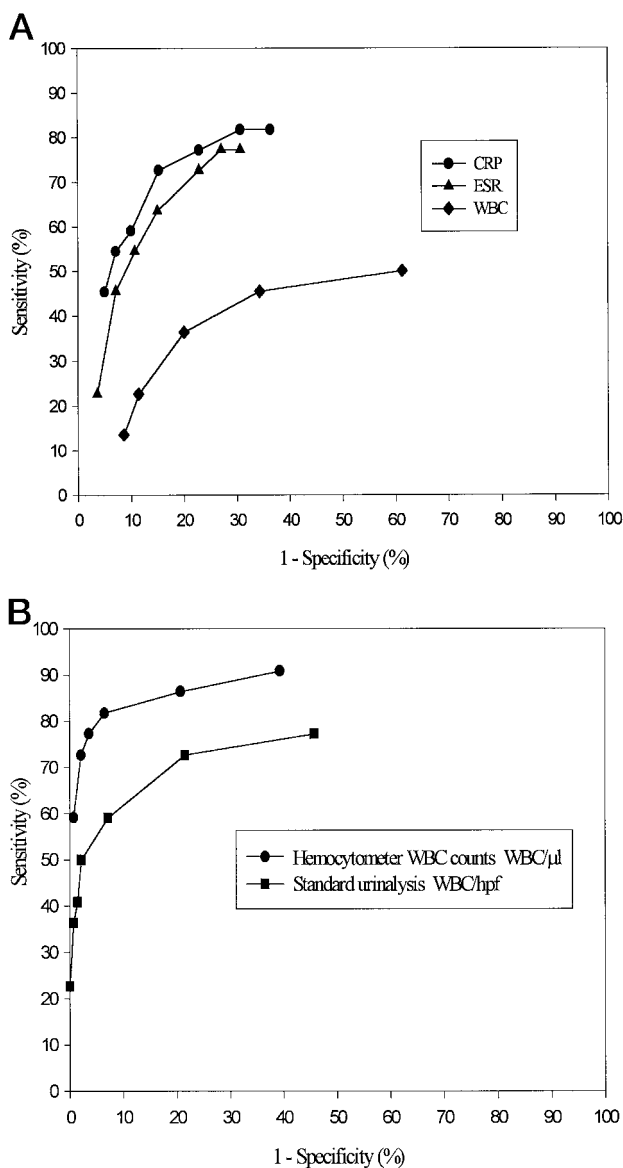 A
100
90
80
70
60
50
40
30
20
10
0
Sensitivity (%)
CRP
ESR
WBC
0 10 20 30 40 50 60 70 80 90 100
1 - Specificity (%)
B
100
90
80
70
60
50
40
30
20
10
0
Sensitivity (%)
Hemocytometer WBC counts WBC/µl
Standard urinalysis WBC/hpf
0 10 20 30 40 50 60 70 80 90 100
1 - Specificity (%)